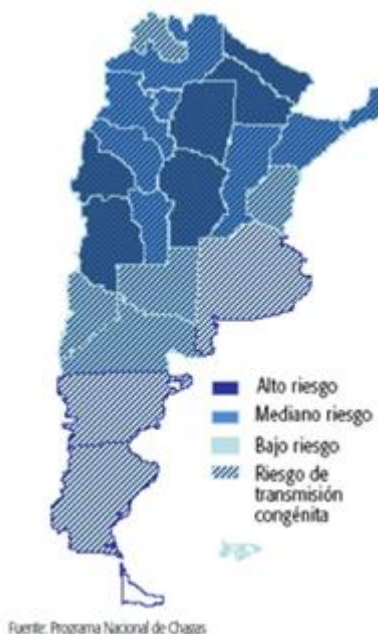 Alto riesgo
Mediano riesgo
Bajo riesgo
Riesgo de
transmisión
congénita
Fuente: Programa Nacional de Chagas